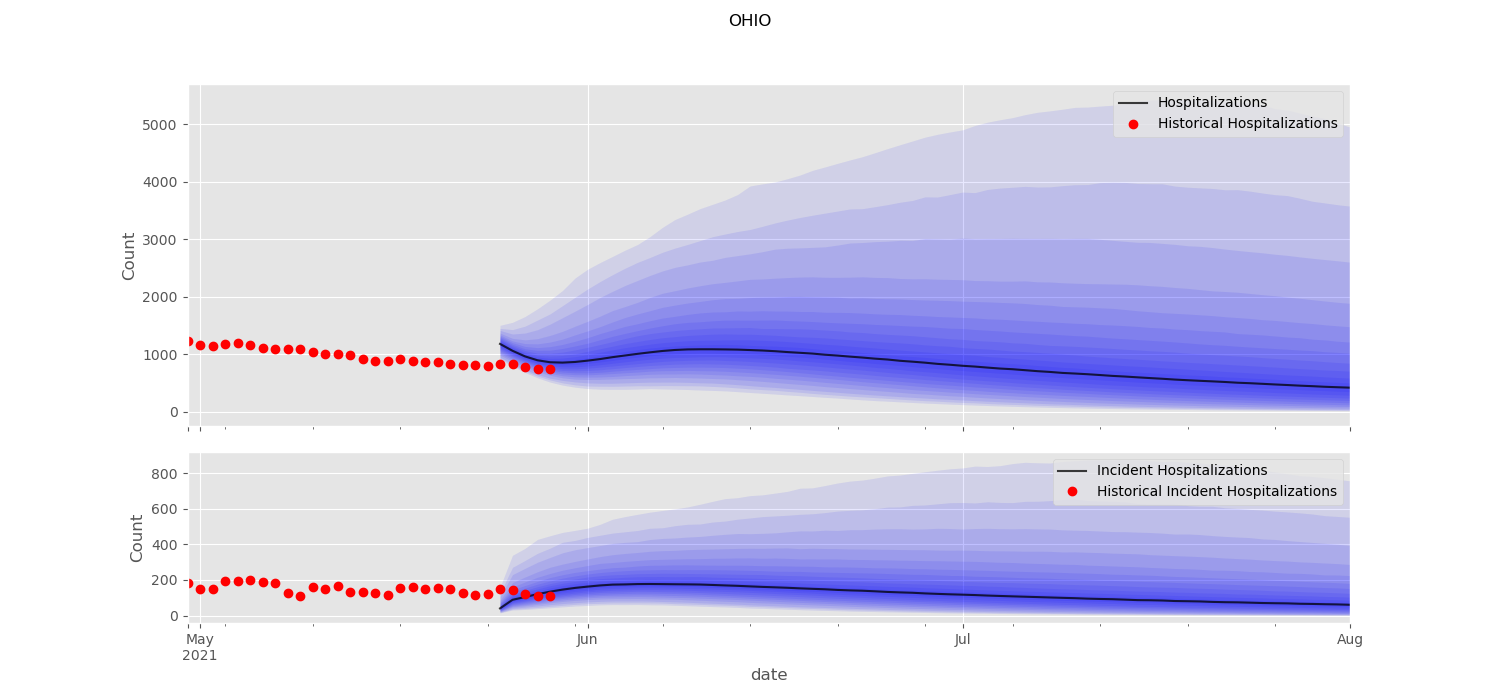 OHIO
Hospitalizations
Historical Hospitalizations
5000
4000
3000
2000
1000
0
Count
Incident Hospitalizations
Historical Incident Hospitalizations
800
600
400
200
0
Count
May
2021
Jun
Jul
Aug
date